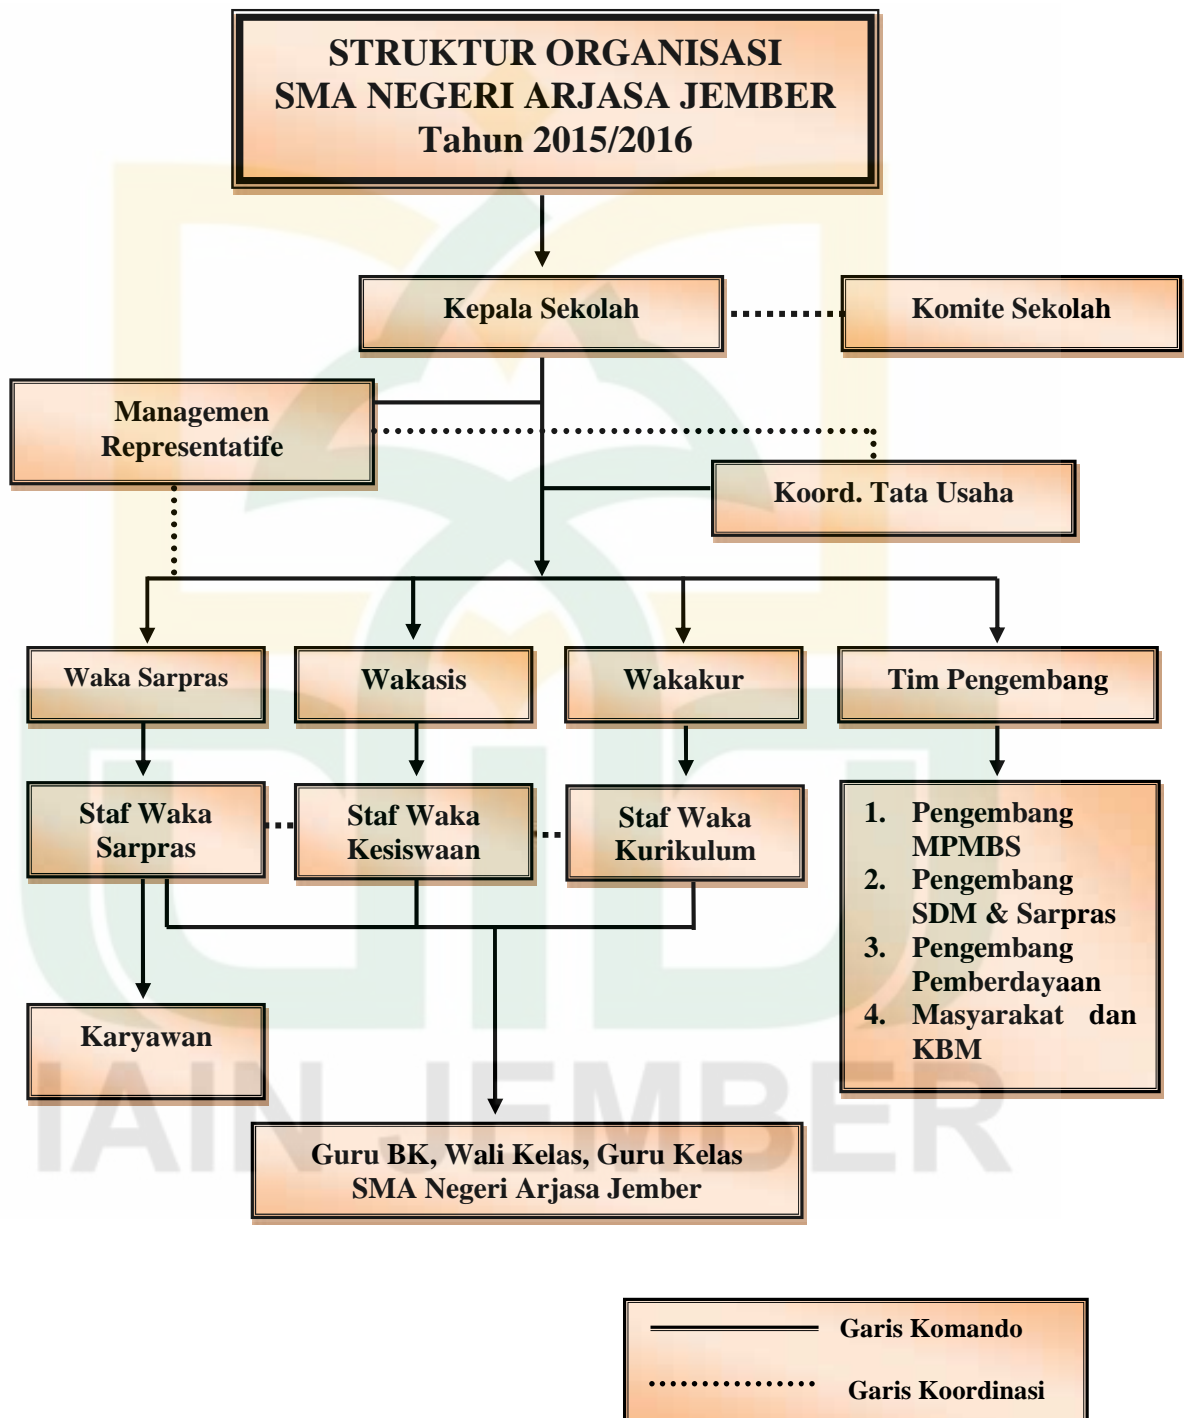 STRUKTUR ORGANISASI
SMA NEGERI ARJASA JEMBER
Tahun 2015/2016
Kepala Sekolah
Komite Sekolah
Managemen
Representatife
Koord. Tata Usaha
Waka Sarpras
Wakasis
Wakakur
Tim Pengembang
Staf Waka
Sarpras
Staf Waka
Kesiswaan
Staf Waka
Kurikulum
1. Pengembang
MPMBS
2. Pengembang
SDM & Sarpras
3. Pengembang
Pemberdayaan
4. Masyarakat dan
KBM
Karyawan
IAIN JEMBER
Guru BK, Wali Kelas, Guru Kelas
SMA Negeri Arjasa Jember
Garis Komando
Garis Koordinasi